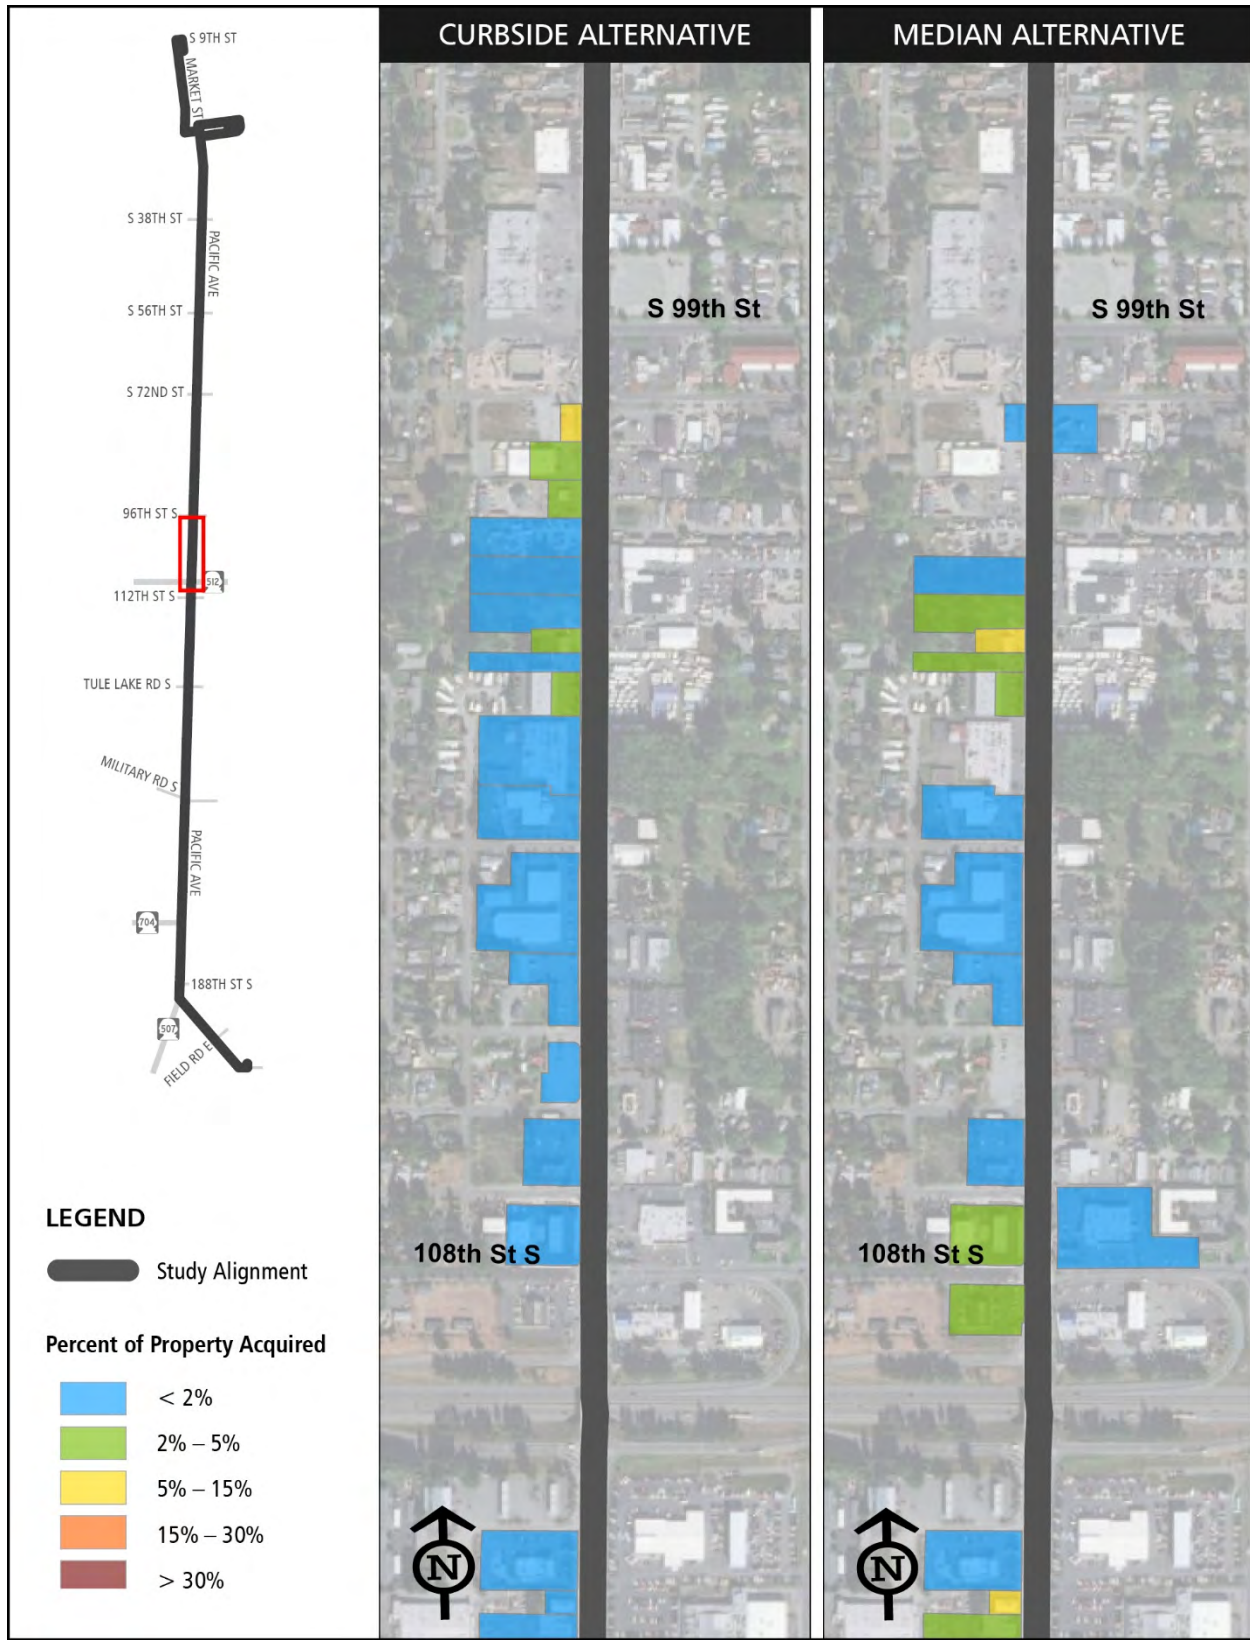 CURBSIDE ALTERNATIVE
MEDIAN ALTERNATIVE
S 9TH ST
MARKET ST
S 38TH ST
PACIFIC AVE
S 56TH ST
S 72ND ST
96TH ST S
512
112TH ST S
TULE LAKE RD S
MILITARY RD S
PACIFIC AVE
704
188TH ST S
507
FIELD RD E
S 99th St
108th St S
N
S 99th St
108th St S
N
LEGEND
Study Alignment
Percent of Property Acquired
< 2%
2% – 5%
5% – 15%
15% – 30%
> 30%